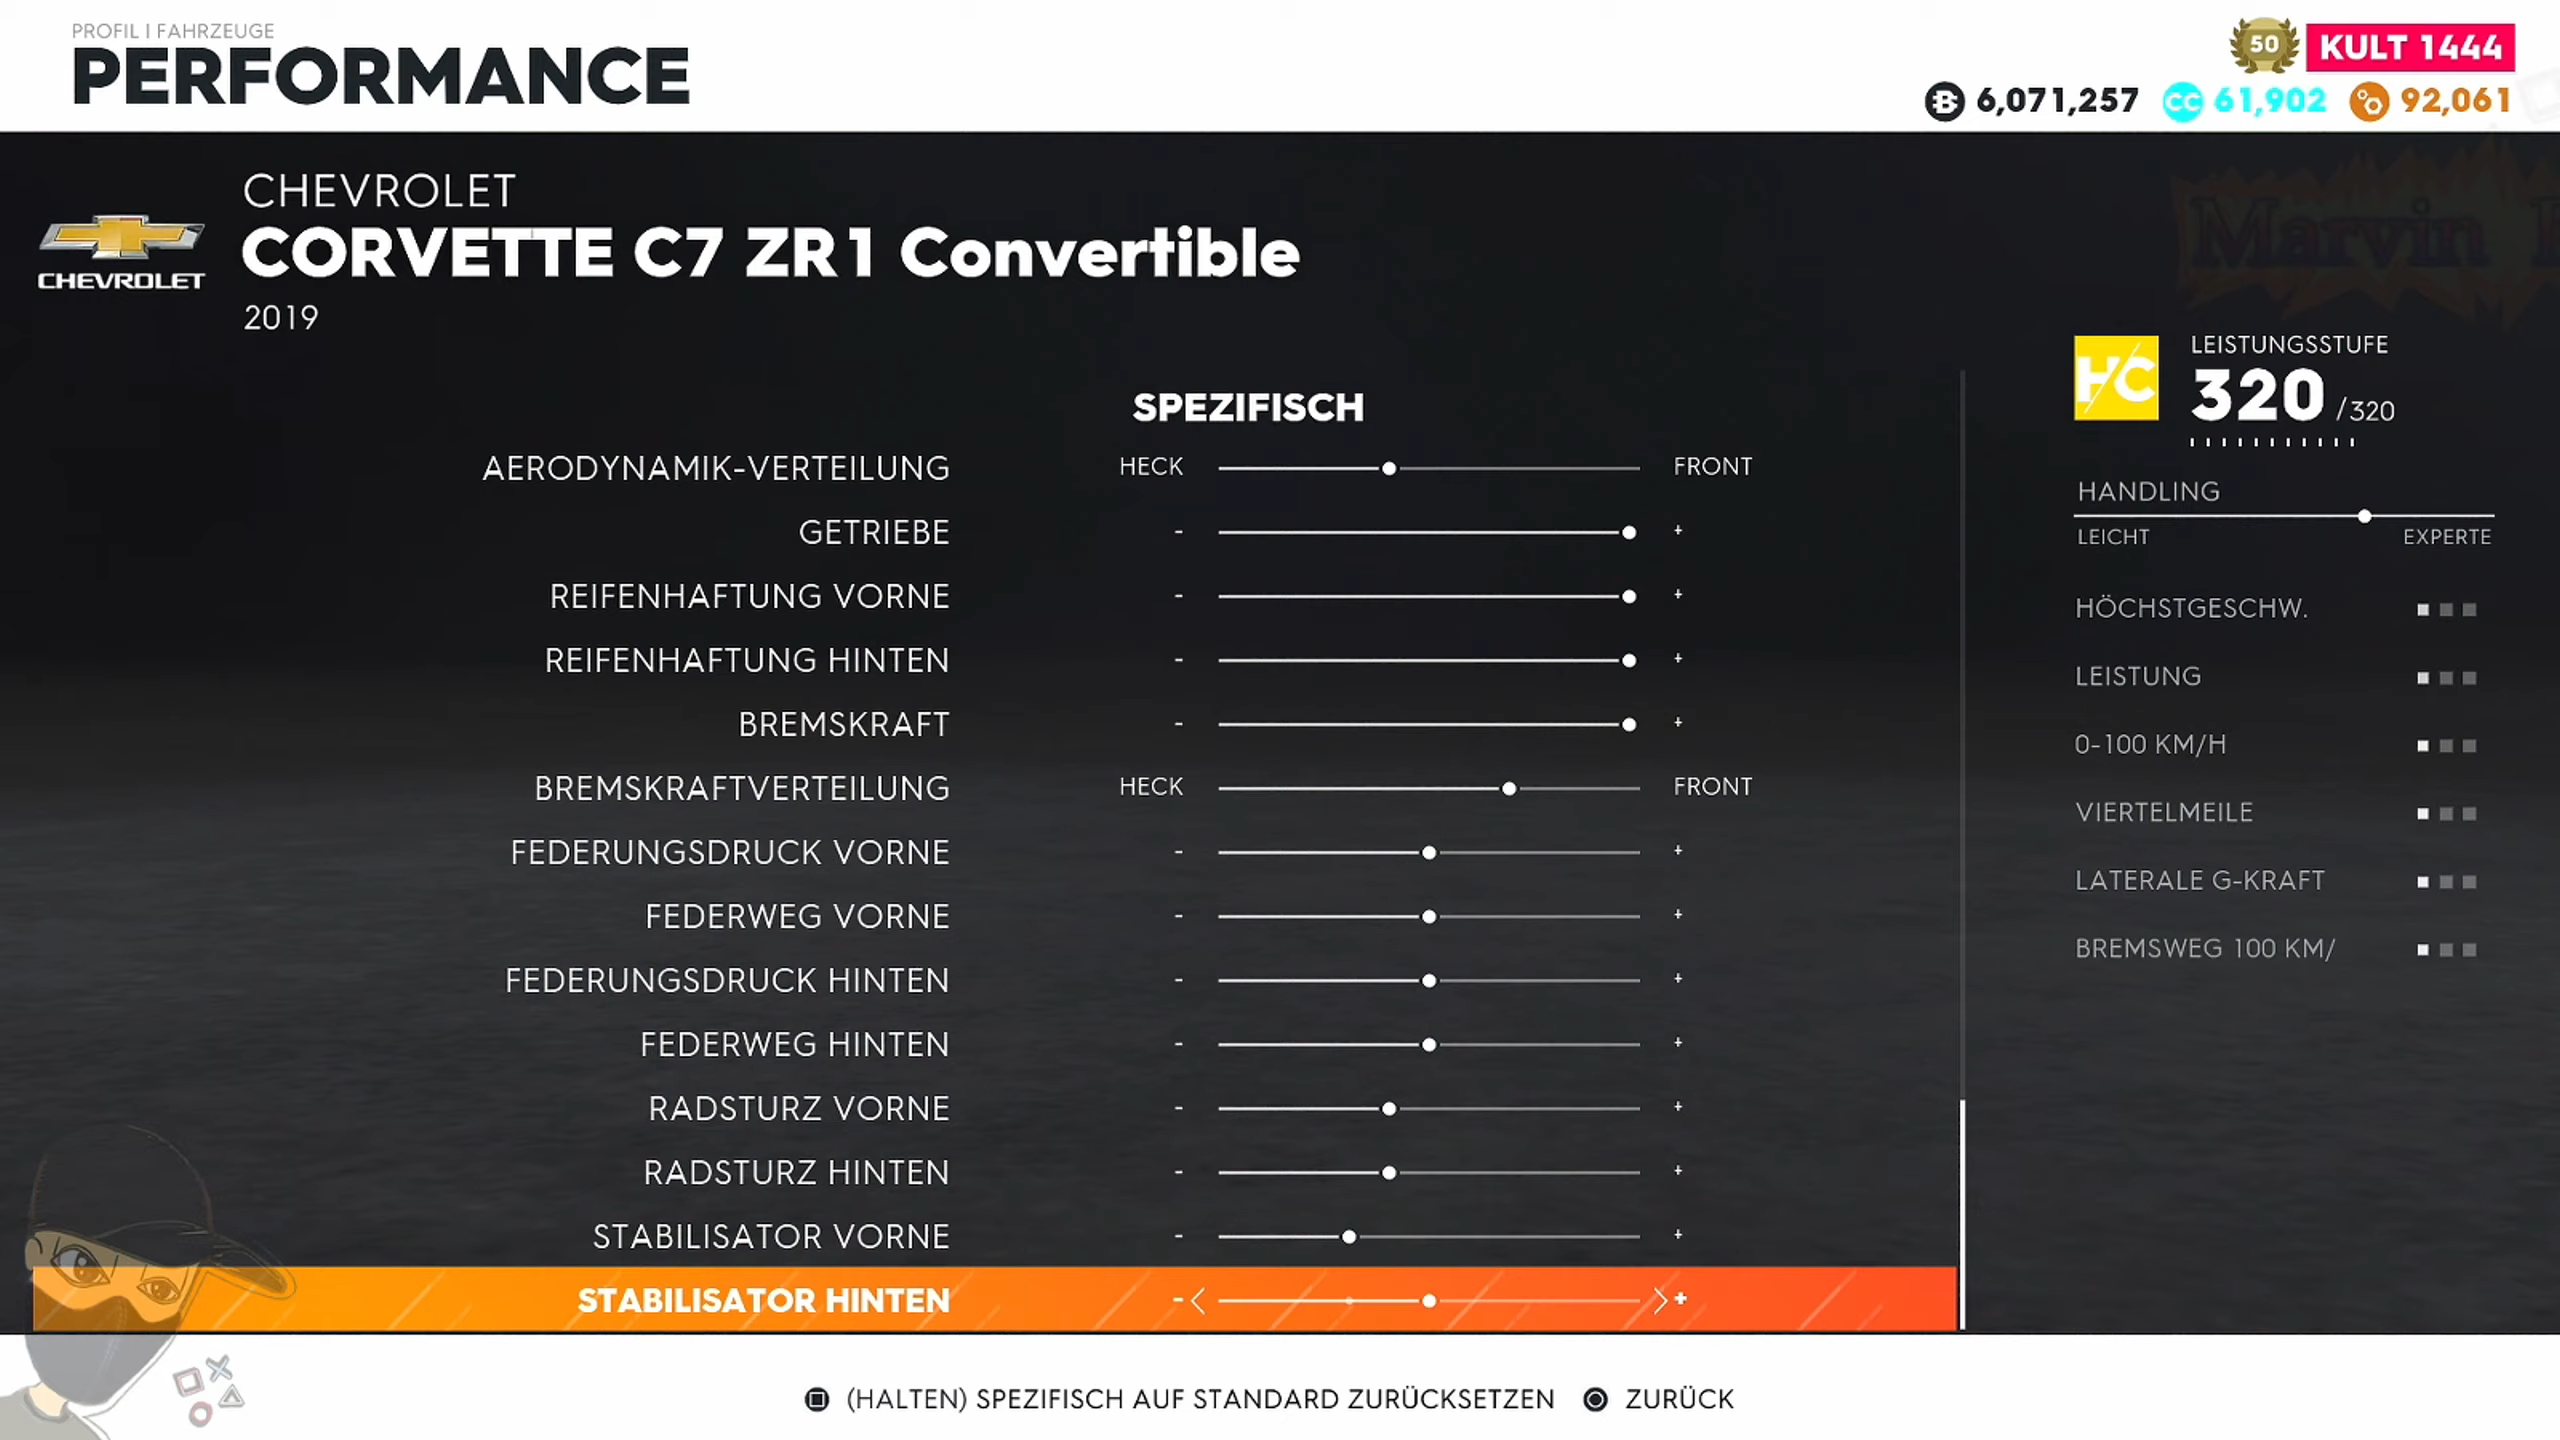 PROFIL I FAHRZEUGE
PERFORMANCE
50 KULT 1444
6,071,257 CC 61,902 92,061
CHEVROLET
CHEVROLET
CORVETTE C7 ZR1 Convertible
2019
Marvin
SPEZIFISCH
AERODYNAMIK-VERTEILUNG HECK FRONT
GETRIEBE - +
REIFENHAFTUNG VORNE - +
REIFENHAFTUNG HINTEN - +
BREMSKRAFT - +
BREMSKRAFTVERTEILUNG HECK FRONT
FEDERUNGSDRUCK VORNE - +
FEDERWEG VORNE - +
FEDERUNGSDRUCK HINTEN - +
FEDERWEG HINTEN - +
RADSTURZ VORNE - +
RADSTURZ HINTEN - +
STABILISATOR VORNE - +
STABILISATOR HINTEN - +
H/C
LEISTUNGSSTUFE
320 /320
HANDLING
LEICHT EXPERTE
HÖCHSTGESCHW.
LEISTUNG
0-100 KM/H
VIERTELMEILE
LATERALE G-KRAFT
BREMSWEG 100 KM/
(HALTEN) SPEZIFISCH AUF STANDARD ZURÜCKSETZEN ZURÜCK